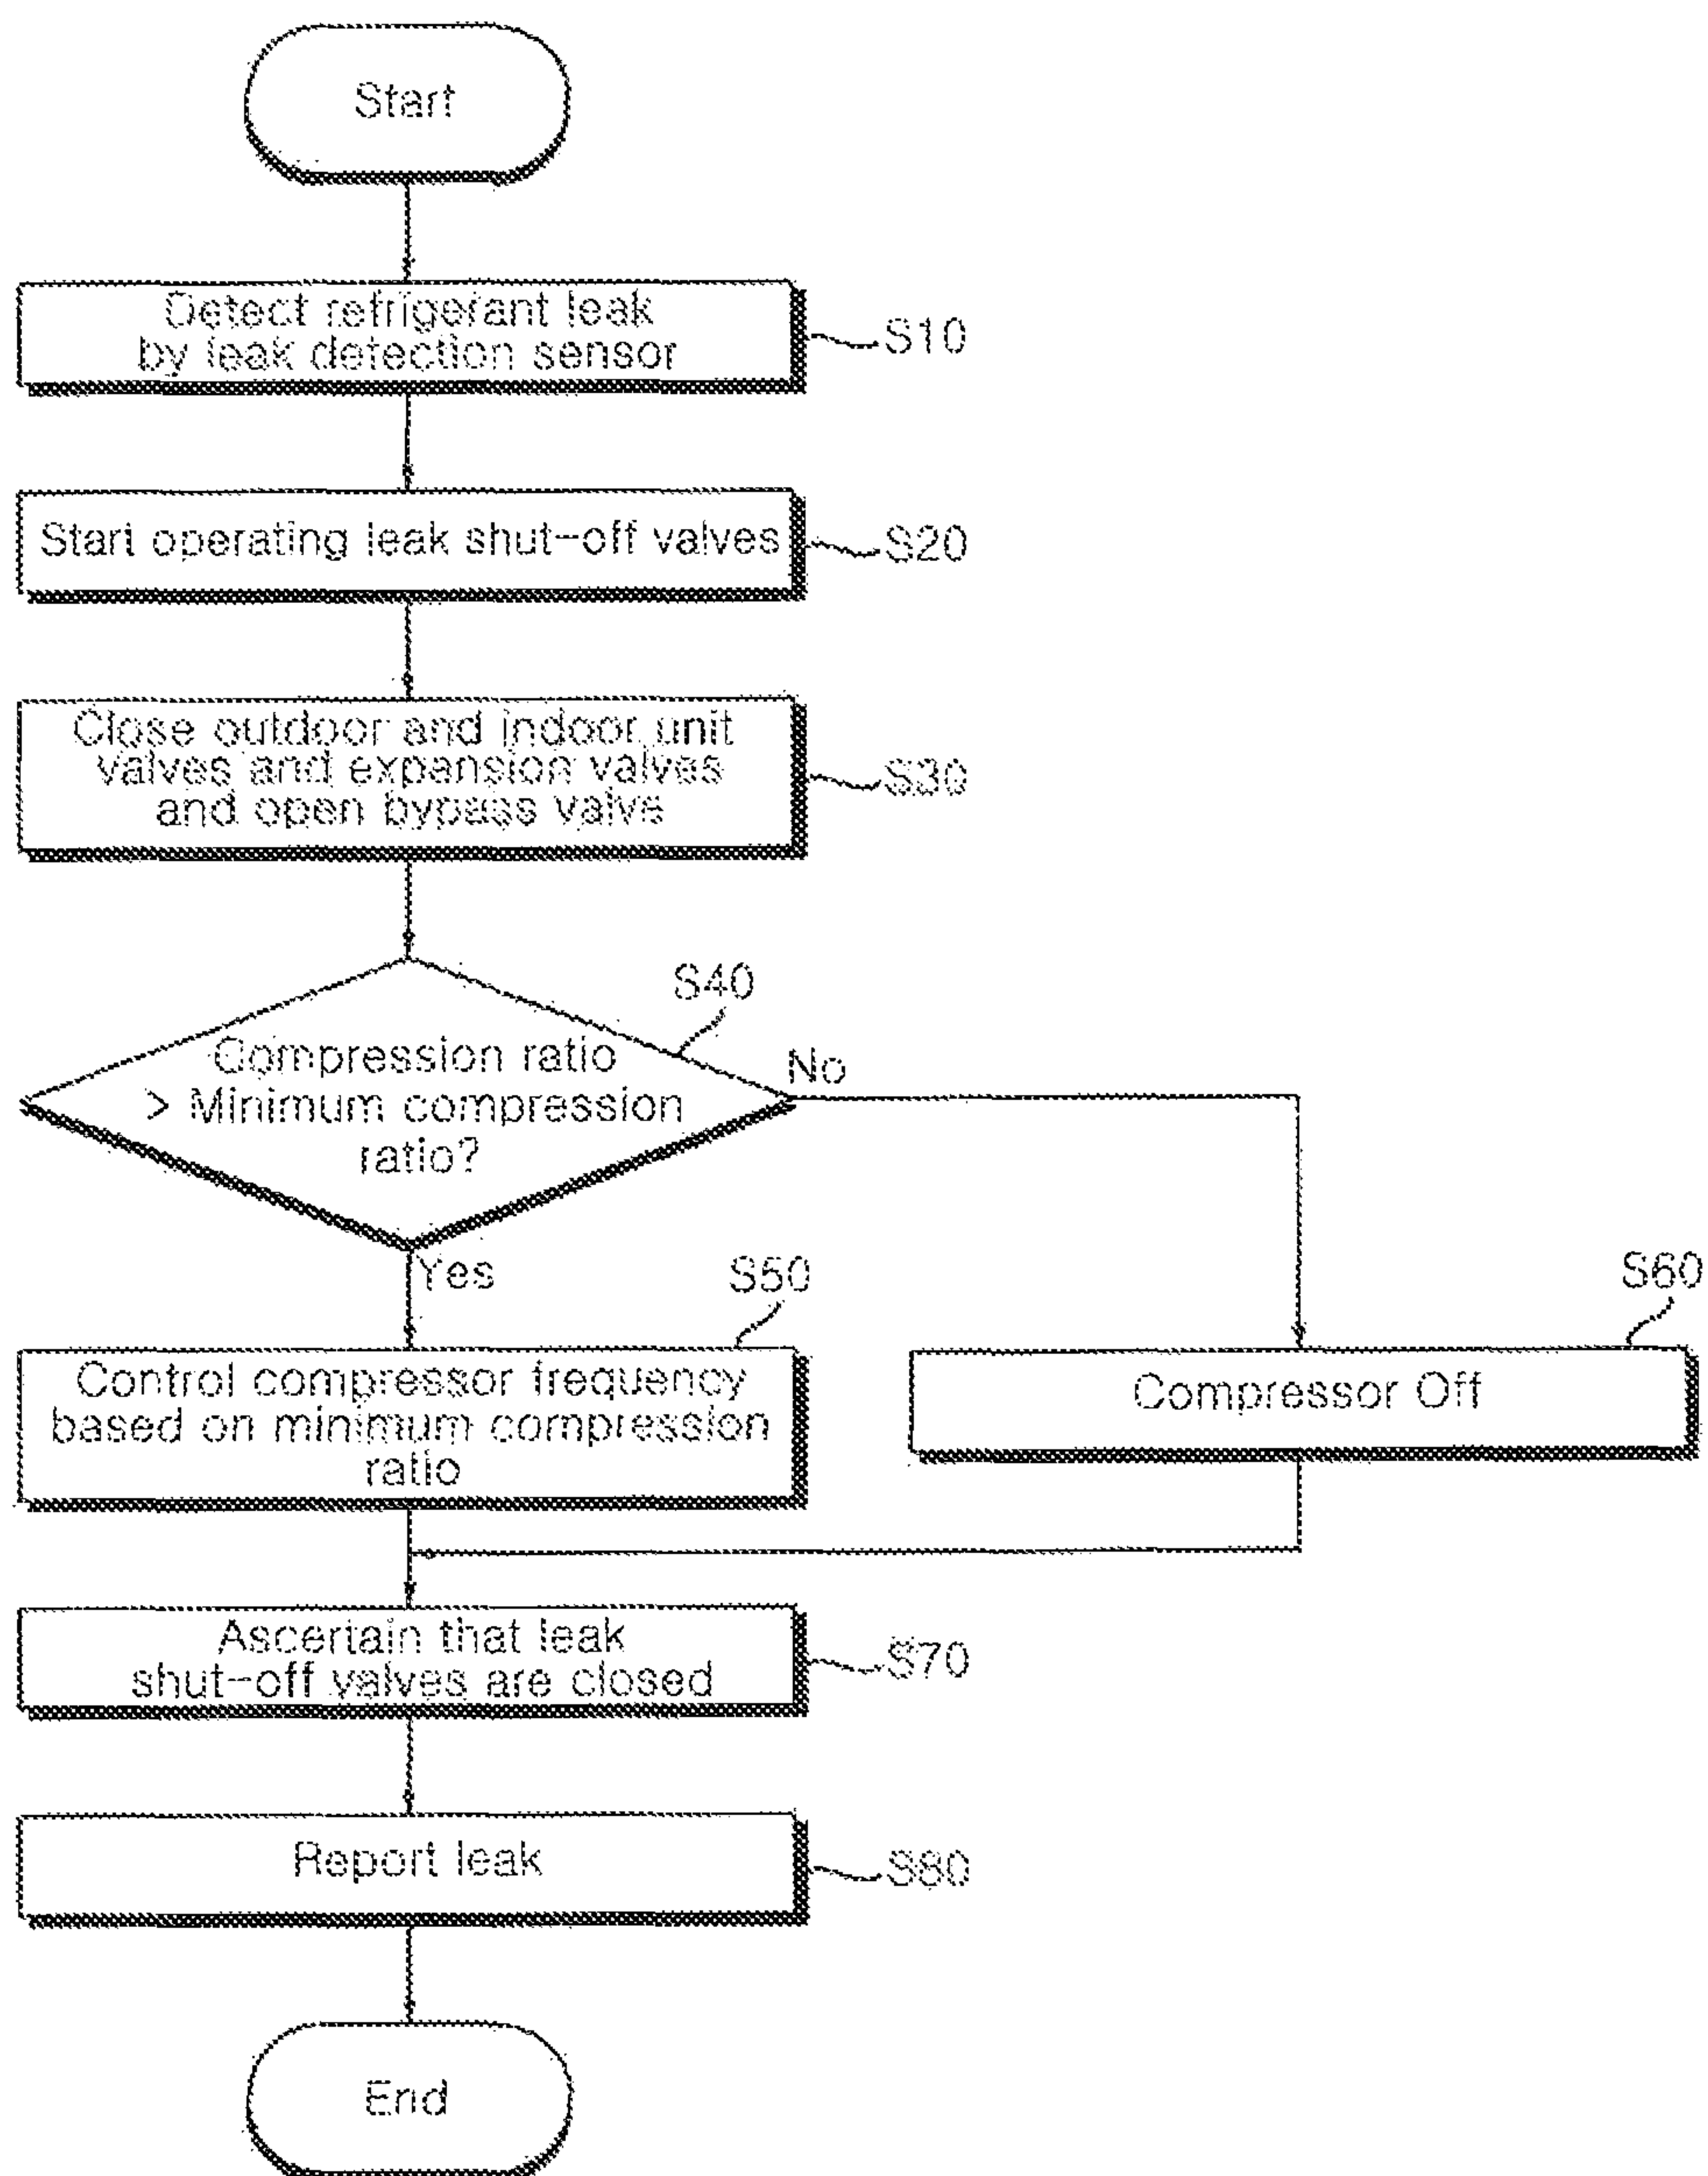 Start
Detect refrigerant leak
by leak detection sensor
S10
Start operating leak shut-off valves
S20
Close outdoor and indoor unit
valves and expansion valves
and open bypass valve
S30
S40
Compression ratio
> Minimum compression
ratio?
No
Yes
S50
Control compressor frequency
based on minimum compression
ratio
S60
Compressor Off
Ascertain that leak
shut-off valves are closed
S70
Report leak
S80
End